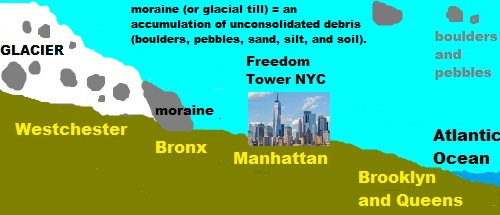 moraine (or glacial till) = an
accumulation of unconsolidated debris
(boulders, pebbles, sand, silt, and soil).
GLACIER
boulders
and
pebbles
Freedom
Tower NYC
moraine
Westchester
Bronx
Manhattan
Atlantic
Ocean
Brooklyn
and Queens